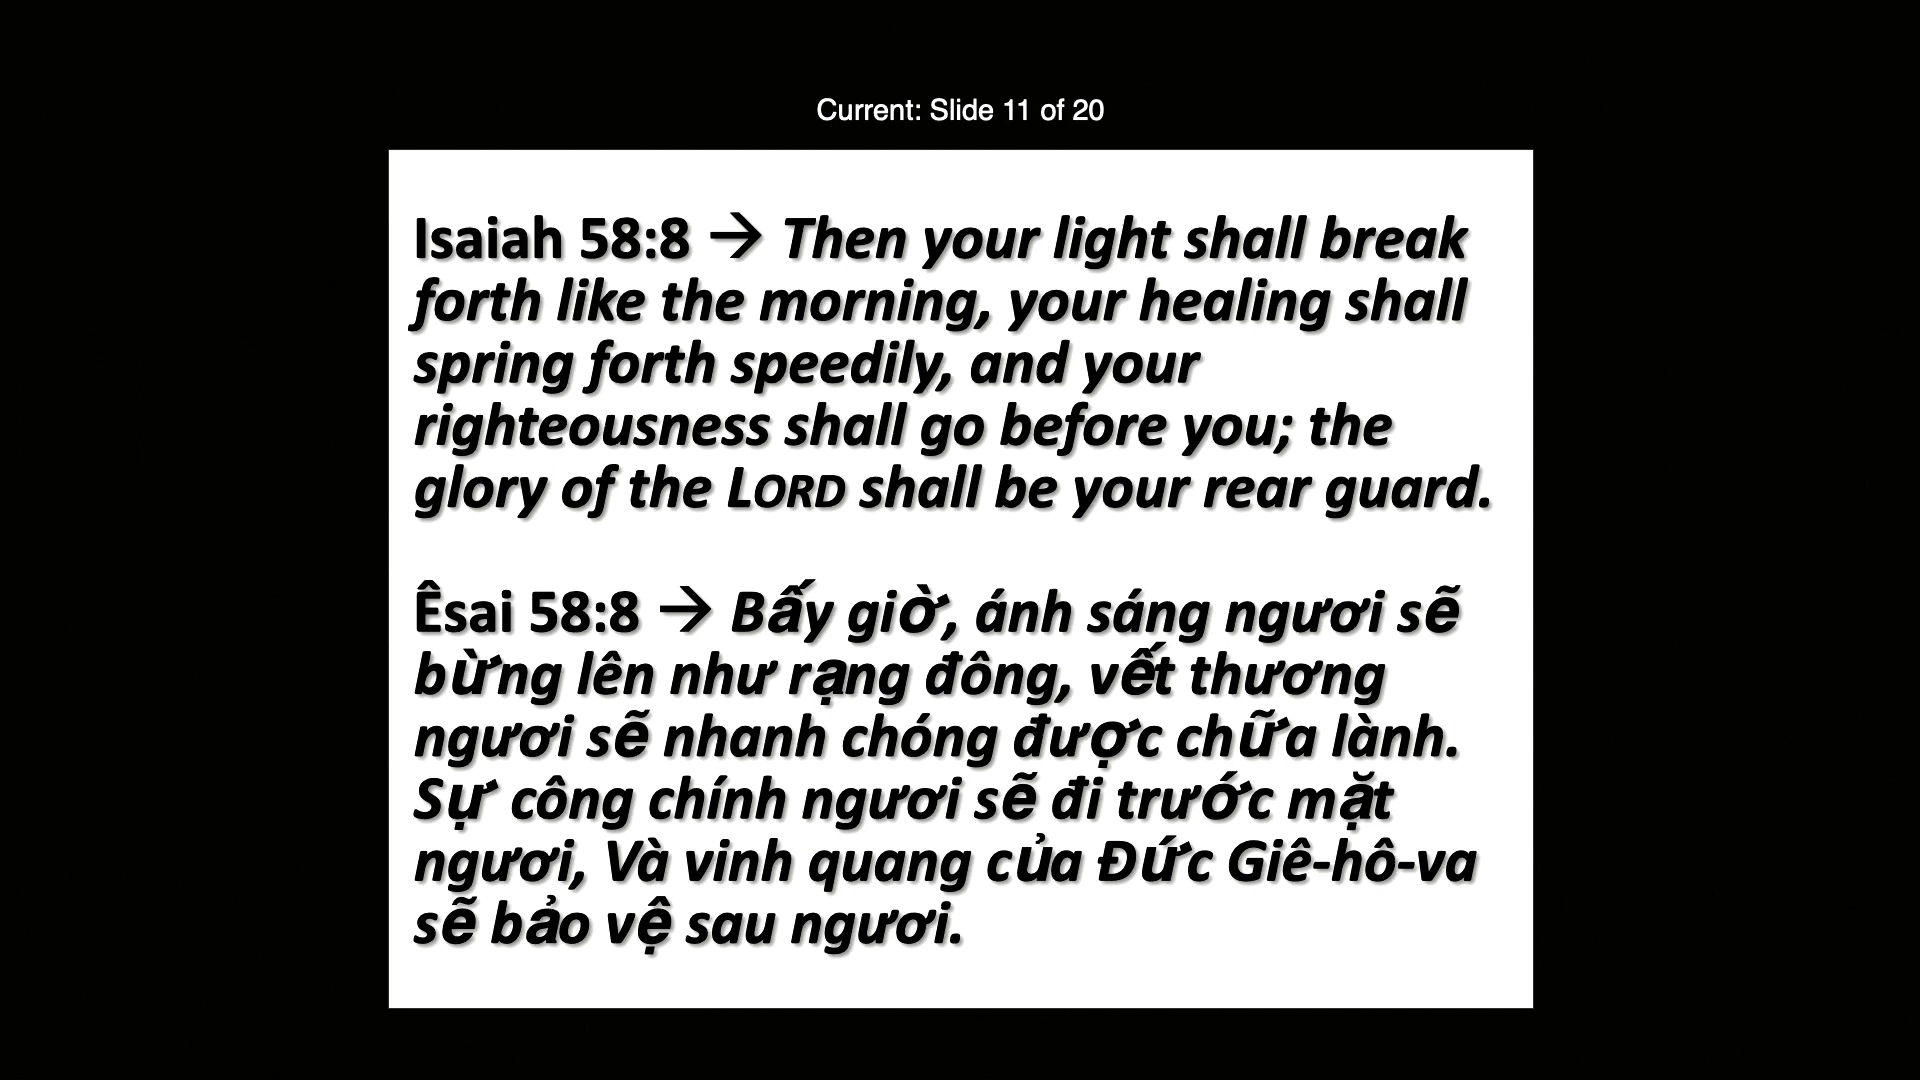 Current: Slide 11 of 20
Isaiah 58:8 → Then your light shall break
forth like the morning, your healing shall
spring forth speedily, and your
righteousness shall go before you; the
glory of the LORD shall be your rear guard.
Êsai 58:8 → Bấy giờ, ánh sáng ngươi sẽ
bừng lên như rạng đông, vết thương
ngươi sẽ nhanh chóng được chữa lành.
Sự công chính ngươi sẽ đi trước mặt
ngươi, Và vinh quang của Đức Giê-hô-va
sẽ bảo vệ sau ngươi.